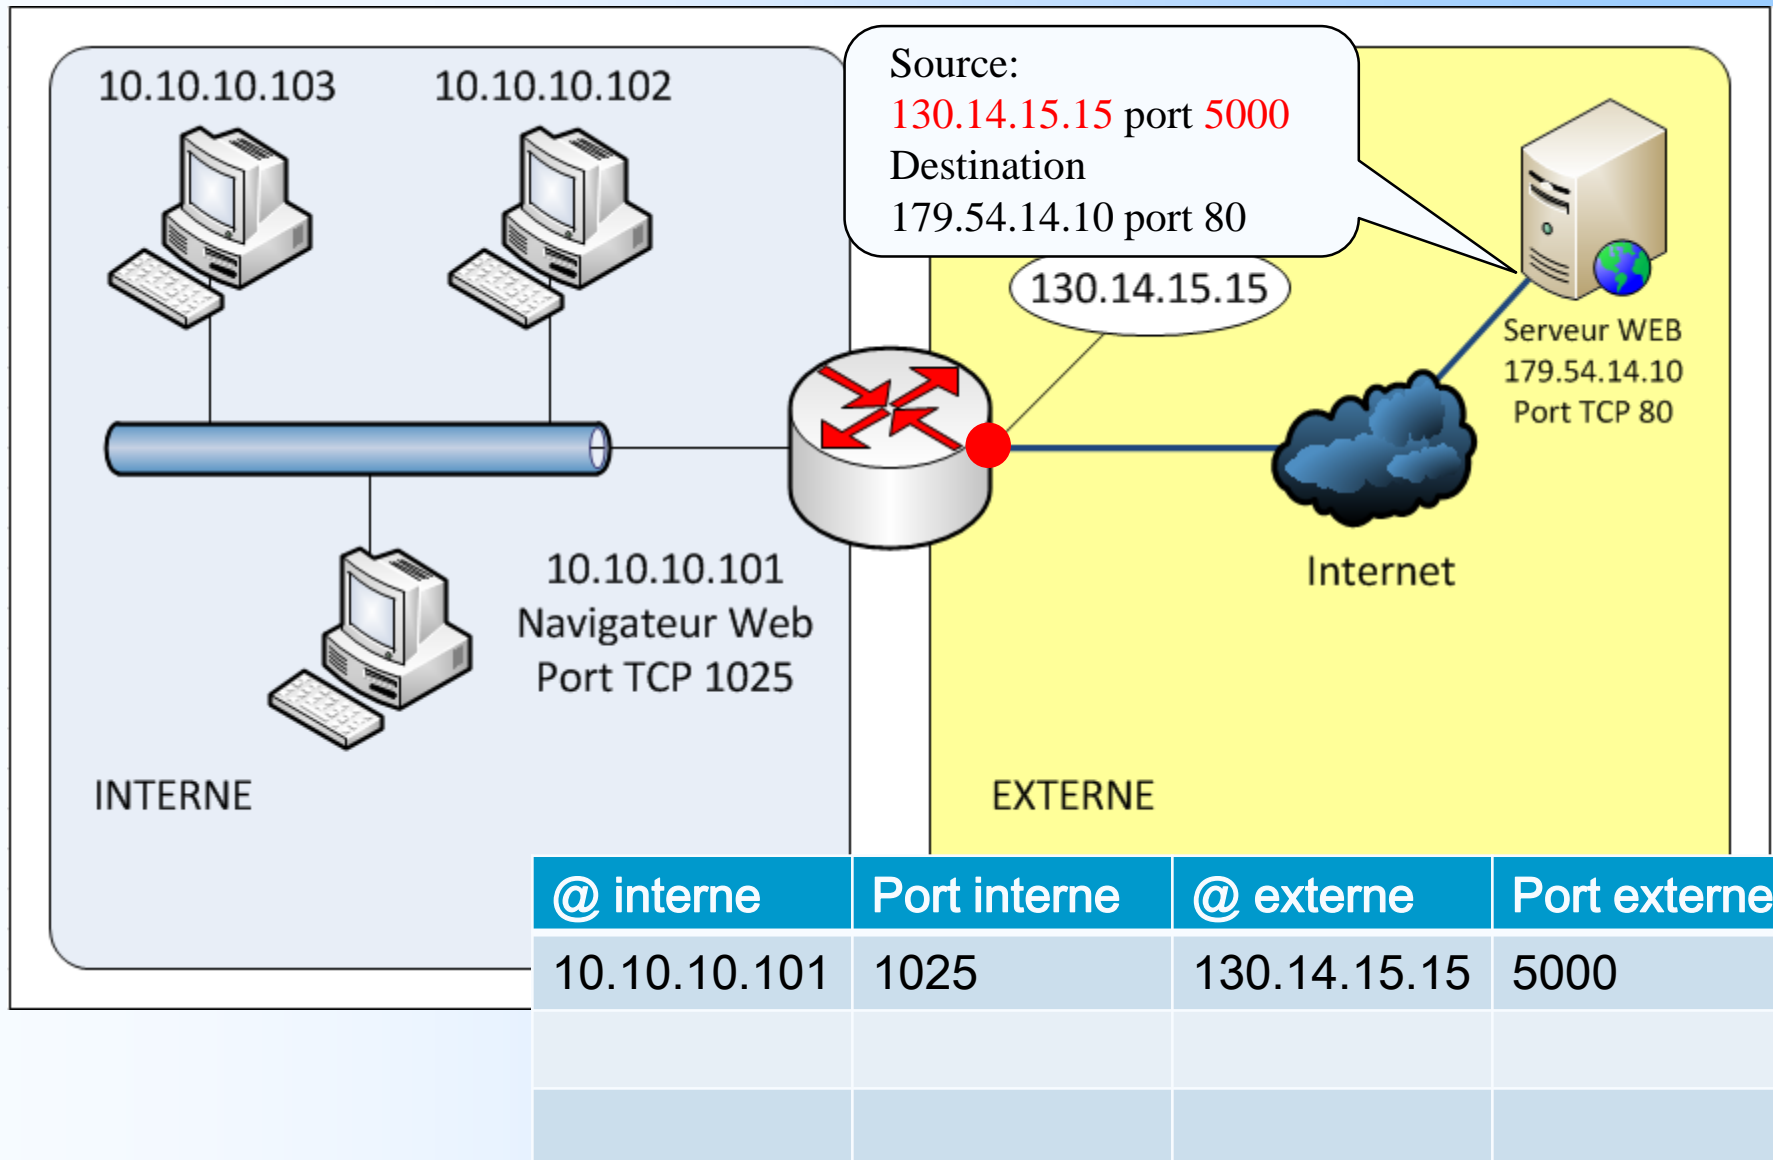 10.10.10.103
10.10.10.102
Source:
130.14.15.15 port 5000
Destination
179.54.14.10 port 80
130.14.15.15
Serveur WEB
179.54.14.10
Port TCP 80
Internet
10.10.10.101
Navigateur Web
Port TCP 1025
INTERNE
EXTERNE
@ interne Port interne @ externe Port externe
10.10.10.101 1025 130.14.15.15 5000